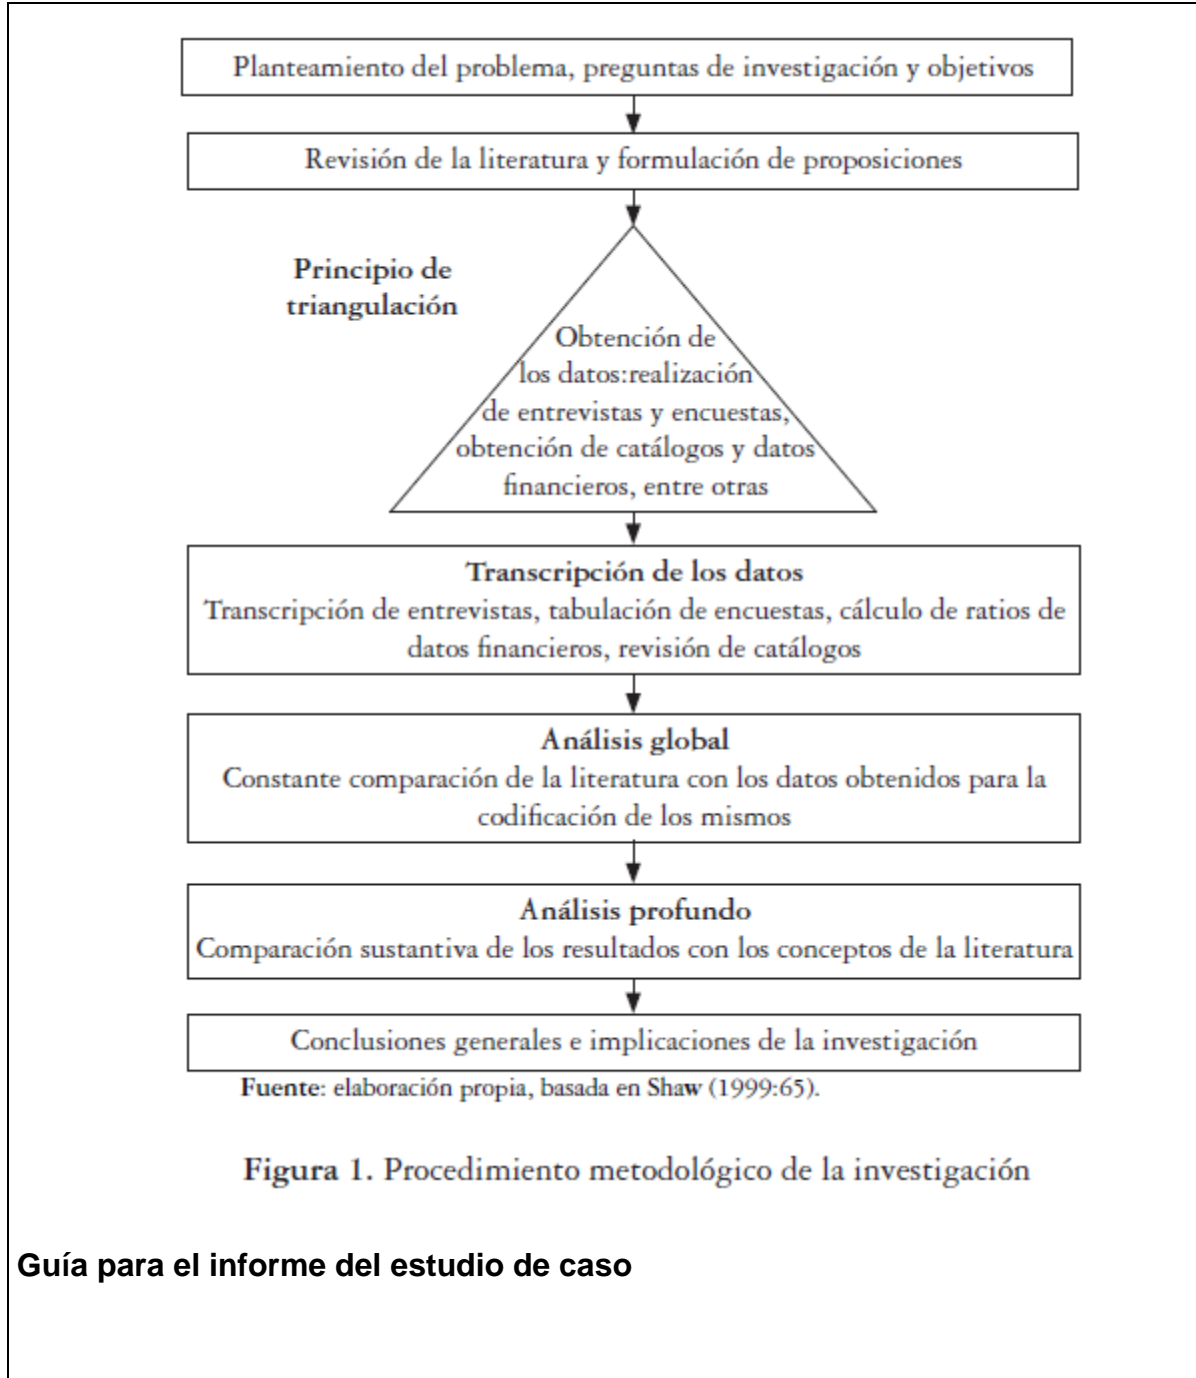 Planteamiento del problema, preguntas de investigación y objetivos
Revisión de la literatura y formulación de proposiciones
Principio de
triangulación
Obtención de
los datos:realización
de entrevistas y encuestas,
obtención de catálogos y datos
financieros, entre otras
Transcripción de los datos
Transcripción de entrevistas, tabulación de encuestas, cálculo de ratios de
datos financieros, revisión de catálogos
Análisis global
Constante comparación de la literatura con los datos obtenidos para la
codificación de los mismos
Análisis profundo
Comparación sustantiva de los resultados con los conceptos de la literatura
Conclusiones generales e implicaciones de la investigación
Fuente: elaboración propia, basada en Shaw (1999:65).
Figura 1. Procedimiento metodológico de la investigación
Guía para el informe del estudio de caso